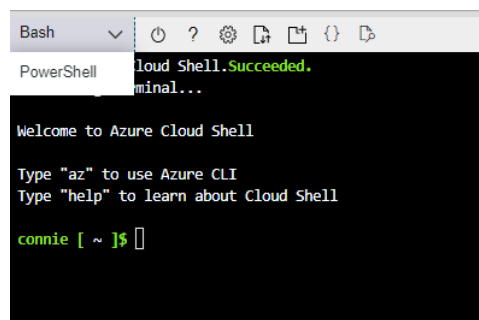 Bash
? {}
PowerShell
loud Shell.Succeeded.
minal...
Welcome to Azure Cloud Shell
Type "az" to use Azure CLI
Type "help" to learn about Cloud Shell
connie [ ~ ]$